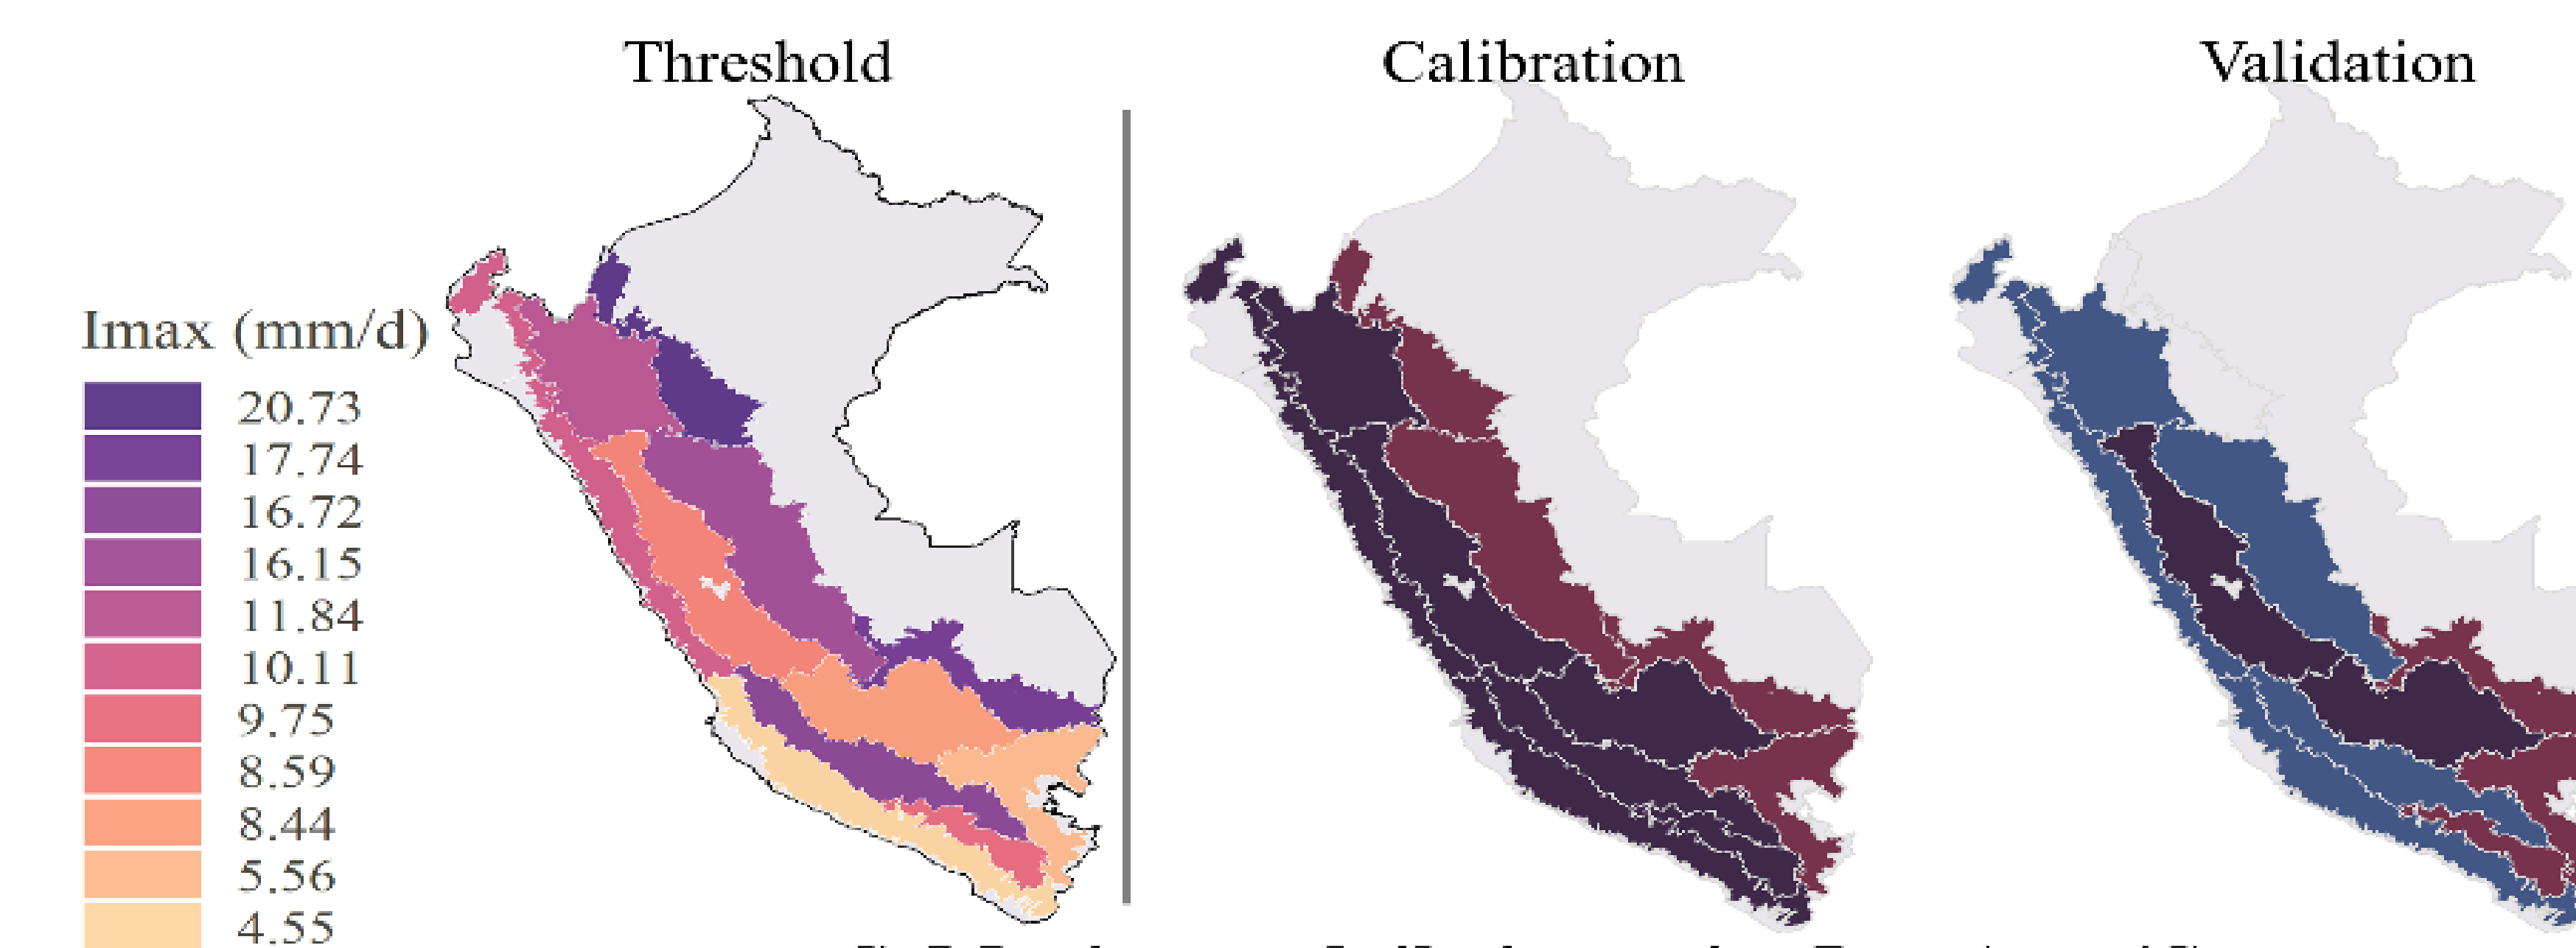 Threshold
Calibration
Validation
Imax (mm/d)
20.73
17.74
16.72
16.15
11.84
10.11
9.75
8.59
8.44
5.56
4.55